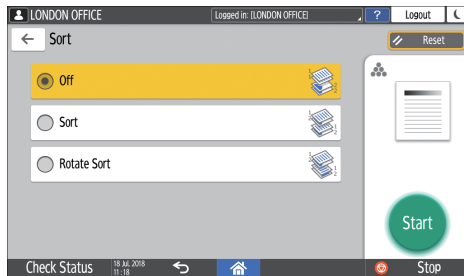 LONDON OFFICE
Logged in: [LONDON OFFICE]
?
Logout
Sort
Reset
Off
Sort
Rotate Sort
Start
Check Status
18 Jul, 2018
11:18
Stop